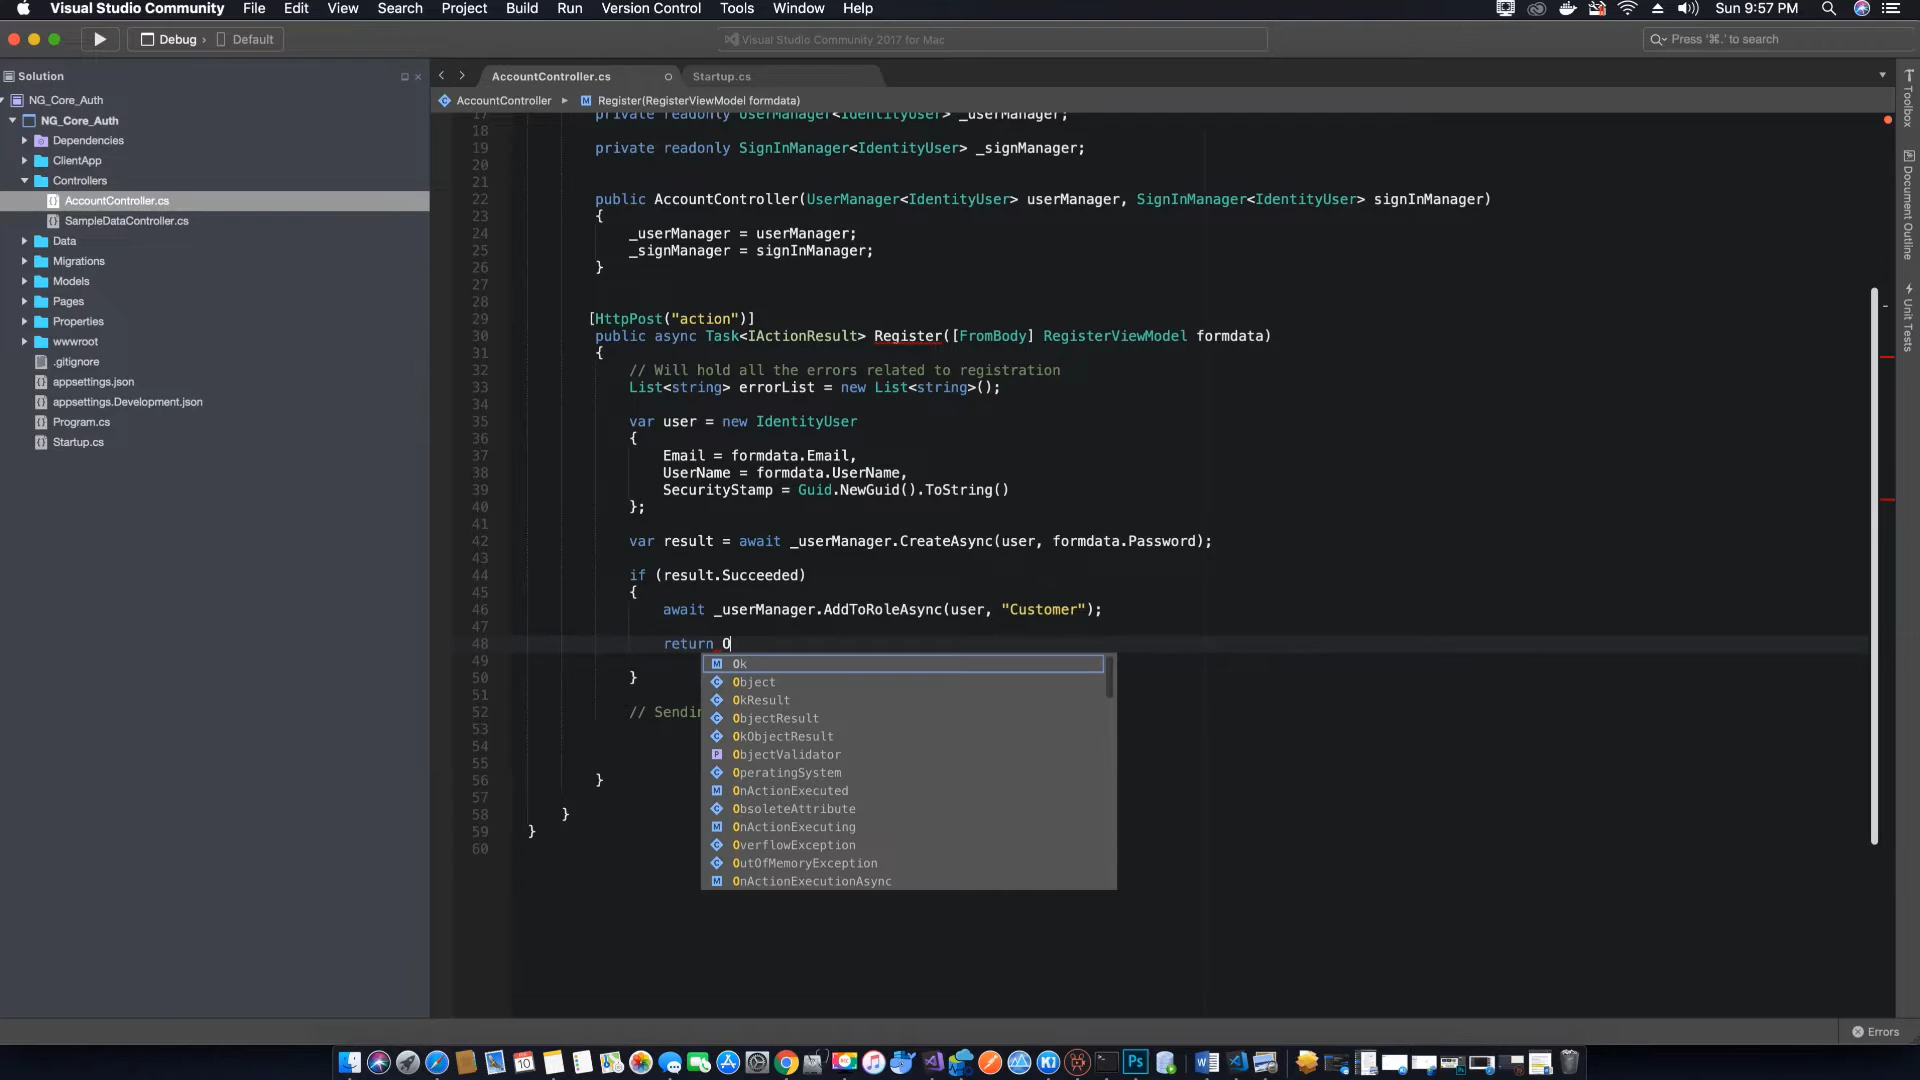 Visual Studio Community File Edit View Search Project Build Run Version Control Tools Window Help Sun 9:57 PM
Debug › Default
Visual Studio Community 2017 for Mac
Press '⌘.' to search
Solution
NG_Core_Auth
NG_Core_Auth
Dependencies
ClientApp
Controllers
AccountController.cs
SampleDataController.cs
Data
Migrations
Models
Pages
Properties
wwwroot
.gitignore
appsettings.json
appsettings.Development.json
Program.cs
Startup.cs
AccountController.cs Startup.cs
AccountController ▸ Register(RegisterViewModel formdata)
17 private readonly UserManager<IdentityUser> _userManager;
18
19 private readonly SignInManager<IdentityUser> _signManager;
20
21
22 public AccountController(UserManager<IdentityUser> userManager, SignInManager<IdentityUser> signInManager)
23 {
24 _userManager = userManager;
25 _signManager = signInManager;
26 }
27
28
29 [HttpPost("action")]
30 public async Task<IActionResult> Register([FromBody] RegisterViewModel formdata)
31 {
32 // Will hold all the errors related to registration
33 List<string> errorList = new List<string>();
34
35 var user = new IdentityUser
36 {
37 Email = formdata.Email,
38 UserName = formdata.UserName,
39 SecurityStamp = Guid.NewGuid().ToString()
40 };
41
42 var result = await _userManager.CreateAsync(user, formdata.Password);
43
44 if (result.Succeeded)
45 {
46 await _userManager.AddToRoleAsync(user, "Customer");
47
48 return O
49
50 }
51
52 // Sendin
53
54
55
56 }
57
58 }
59 }
60
Ok
Object
OkResult
ObjectResult
OkObjectResult
ObjectValidator
OperatingSystem
OnActionExecuted
ObsoleteAttribute
OnActionExecuting
OverflowException
OutOfMemoryException
OnActionExecutionAsync
Toolbox
Document Outline
Unit Tests
Errors
Ps